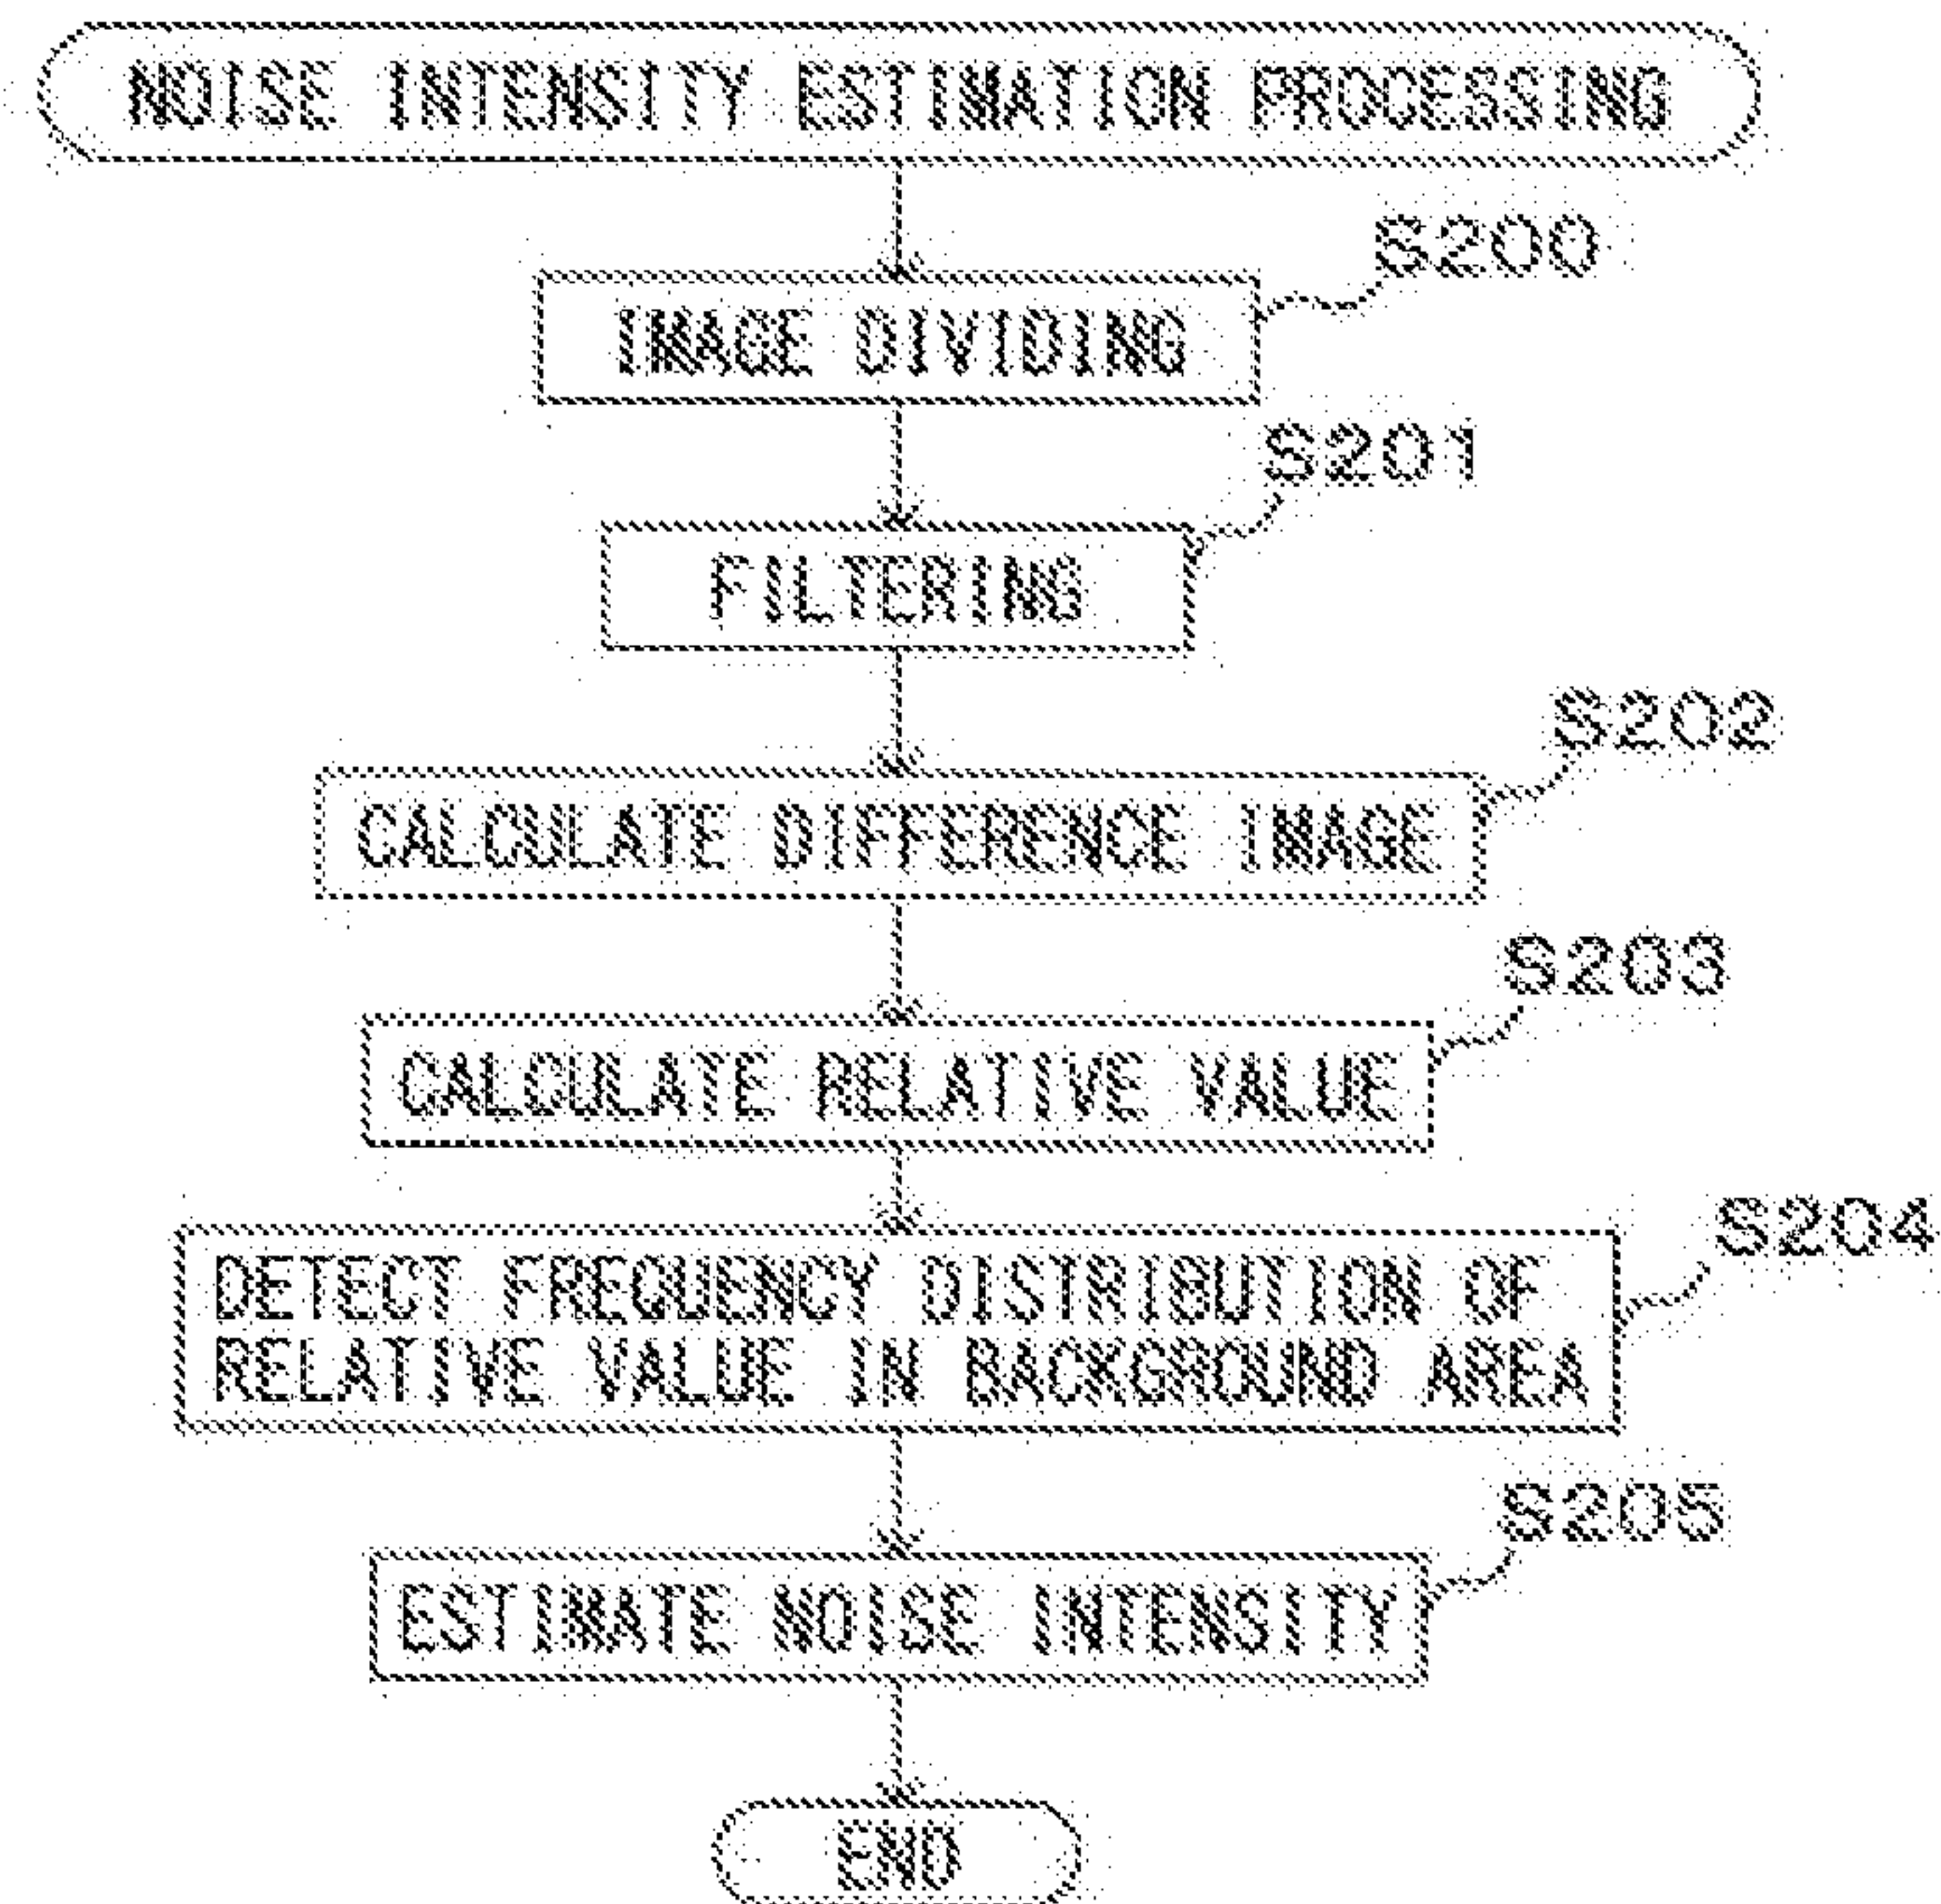 NOISE INTENSITY ESTIMATION PROCESSING
S200
IMAGE DIVIDING
S201
FILTERING
S202
CALCULATE DIFFERENCE IMAGE
S203
CALCULATE RELATIVE VALUE
S204
DETECT FREQUENCY DISTRIBUTION OF
RELATIVE VALUE IN BACKGROUND AREA
S205
ESTIMATE NOISE INTENSITY
END